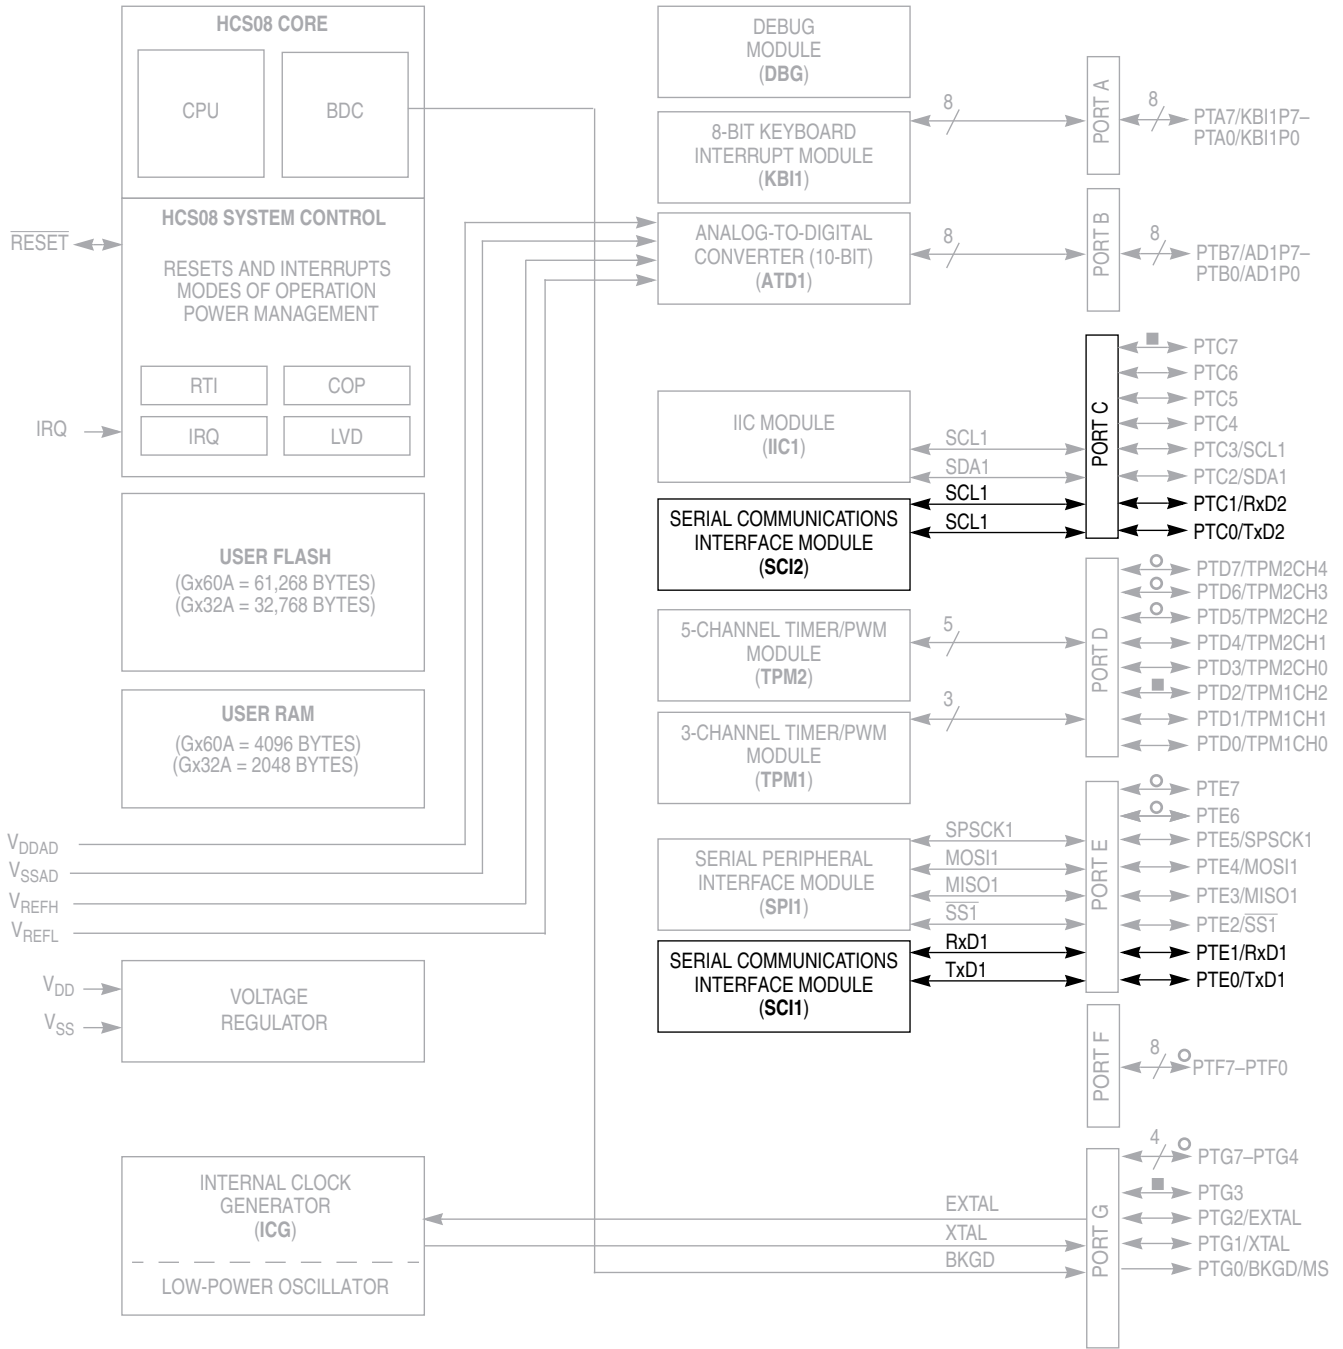 HCS08 CORE
CPU
BDC
HCS08 SYSTEM CONTROL
RESET
RESETS AND INTERRUPTS
MODES OF OPERATION
POWER MANAGEMENT
RTI
COP
IRQ
IRQ
LVD
USER FLASH
(Gx60A = 61,268 BYTES)
(Gx32A = 32,768 BYTES)
USER RAM
(Gx60A = 4096 BYTES)
(Gx32A = 2048 BYTES)
VDDAD
VSSAD
VREFH
VREFL
VDD
VSS
VOLTAGE
REGULATOR
INTERNAL CLOCK
GENERATOR
(ICG)
LOW-POWER OSCILLATOR
DEBUG
MODULE
(DBG)
8-BIT KEYBOARD
INTERRUPT MODULE
(KBI1)
8
PORT A
8
PTA7/KBI1P7–
PTA0/KBI1P0
ANALOG-TO-DIGITAL
CONVERTER (10-BIT)
(ATD1)
8
PORT B
8
PTB7/AD1P7–
PTB0/AD1P0
IIC MODULE
(IIC1)
SCL1
SDA1
SERIAL COMMUNICATIONS
INTERFACE MODULE
(SCI2)
SCL1
SCL1
PORT C
PTC7
PTC6
PTC5
PTC4
PTC3/SCL1
PTC2/SDA1
PTC1/RxD2
PTC0/TxD2
5-CHANNEL TIMER/PWM
MODULE
(TPM2)
5
3-CHANNEL TIMER/PWM
MODULE
(TPM1)
3
PORT D
PTD7/TPM2CH4
PTD6/TPM2CH3
PTD5/TPM2CH2
PTD4/TPM2CH1
PTD3/TPM2CH0
PTD2/TPM1CH2
PTD1/TPM1CH1
PTD0/TPM1CH0
SERIAL PERIPHERAL
INTERFACE MODULE
(SPI1)
SPSCK1
MOSI1
MISO1
SS1
SERIAL COMMUNICATIONS
INTERFACE MODULE
(SCI1)
RxD1
TxD1
PORT E
PTE7
PTE6
PTE5/SPSCK1
PTE4/MOSI1
PTE3/MISO1
PTE2/SS1
PTE1/RxD1
PTE0/TxD1
PORT F
8
PTF7–PTF0
EXTAL
XTAL
BKGD
PORT G
4
PTG7–PTG4
PTG3
PTG2/EXTAL
PTG1/XTAL
PTG0/BKGD/MS